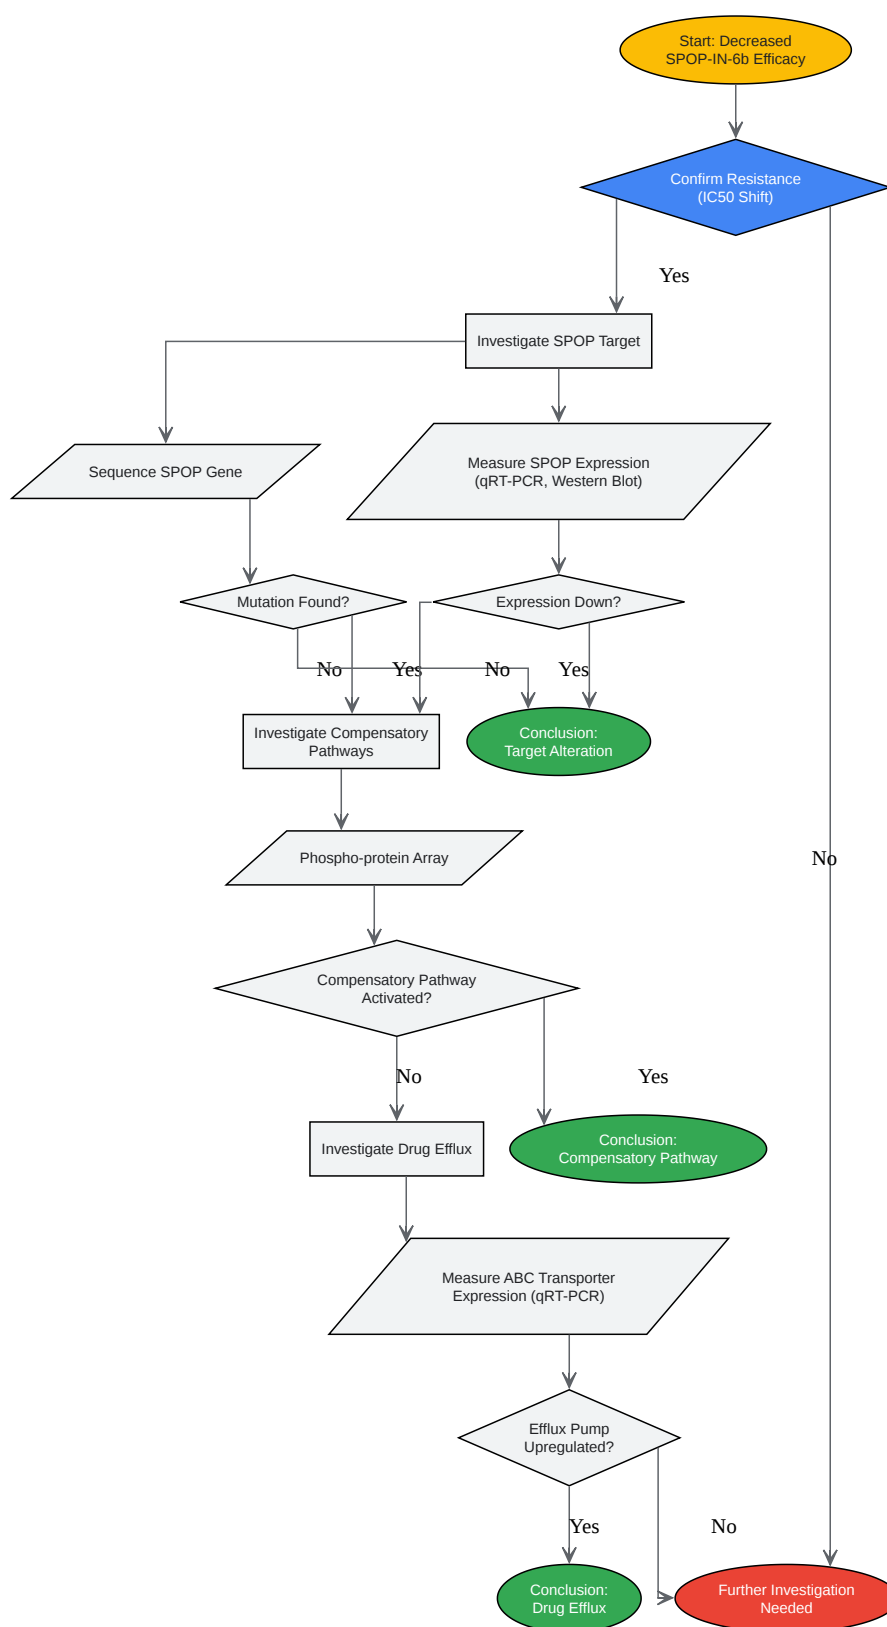 Start: Decreased
SPOP-IN-6b Efficacy
Confirm Resistance
(IC50 Shift)
Yes
Investigate SPOP Target
Sequence SPOP Gene
Measure SPOP Expression
(qRT-PCR, Western Blot)
Mutation Found?
Expression Down?
No
Yes
No
Yes
Investigate Compensatory
Pathways
Conclusion:
Target Alteration
Phospho-protein Array
No
Compensatory Pathway
Activated?
No
Yes
Investigate Drug Efflux
Conclusion:
Compensatory Pathway
Measure ABC Transporter
Expression (qRT-PCR)
Efflux Pump
Upregulated?
Yes
No
Conclusion:
Drug Efflux
Further Investigation
Needed